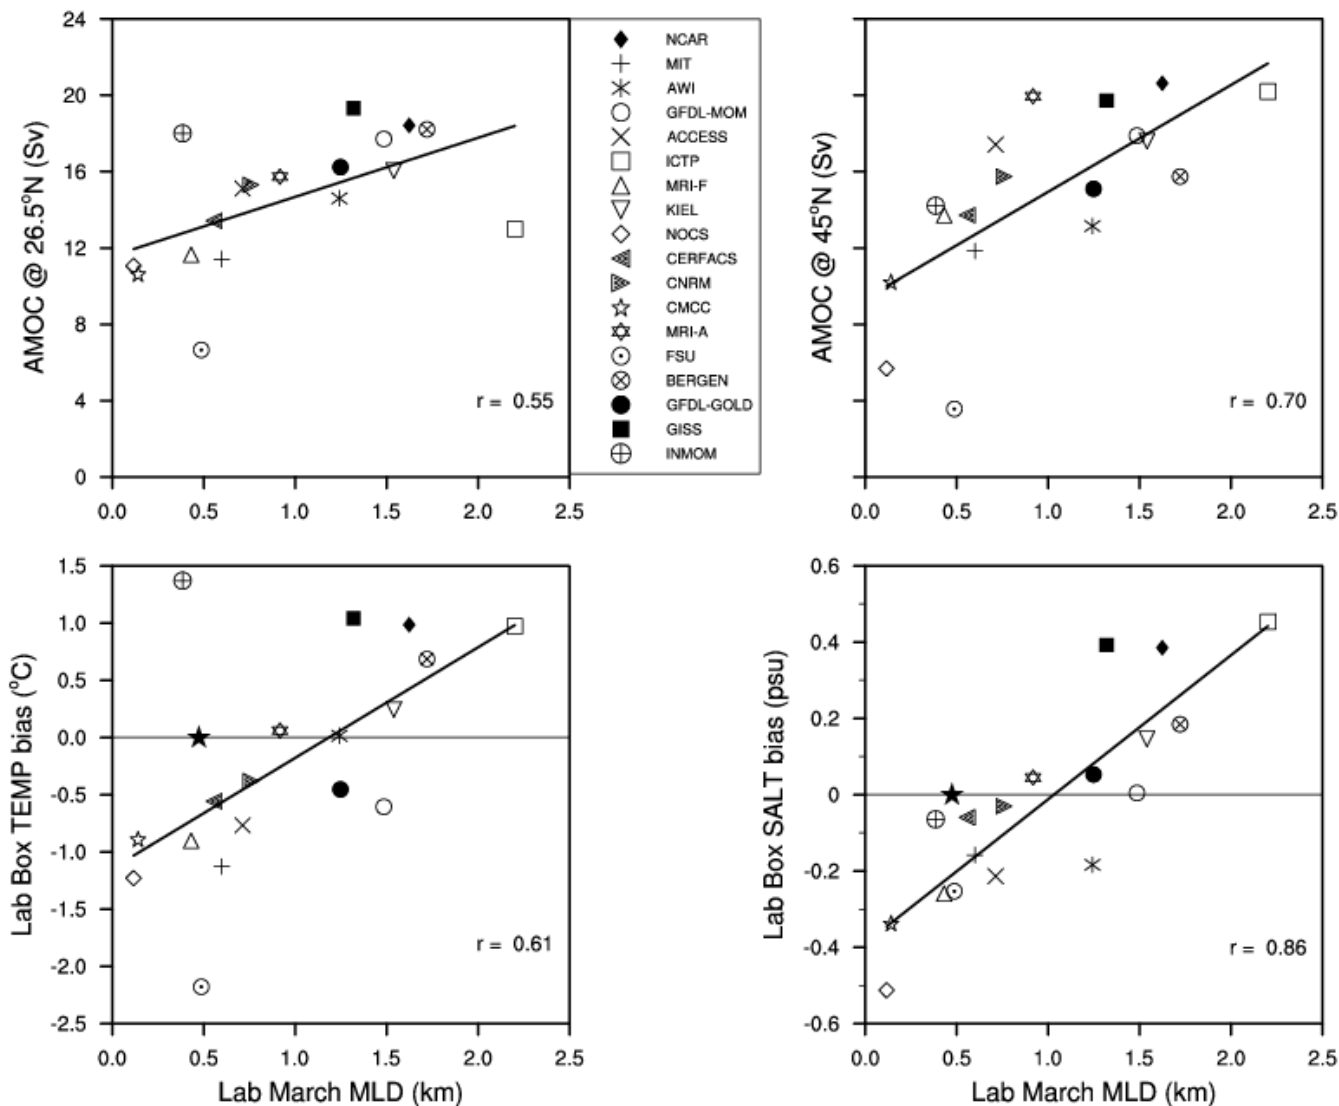 24
20
16
12
8
4
0
AMOC @ 26.5°N (Sv)
r = 0.55
0.0 0.5 1.0 1.5 2.0 2.5
NCAR
MIT
AWI
GFDL-MOM
ACCESS
ICTP
MRI-F
KIEL
NOCS
CERFACS
CNRM
CMCC
MRI-A
FSU
BERGEN
GFDL-GOLD
GISS
INMOM
AMOC @ 45°N (Sv)
r = 0.70
0.0 0.5 1.0 1.5 2.0 2.5
1.5
1.0
0.5
0.0
-0.5
-1.0
-1.5
-2.0
-2.5
Lab Box TEMP bias (°C)
r = 0.61
0.0 0.5 1.0 1.5 2.0 2.5
Lab March MLD (km)
0.6
0.4
0.2
0
-0.2
-0.4
-0.6
Lab Box SALT bias (psu)
r = 0.86
0.0 0.5 1.0 1.5 2.0 2.5
Lab March MLD (km)